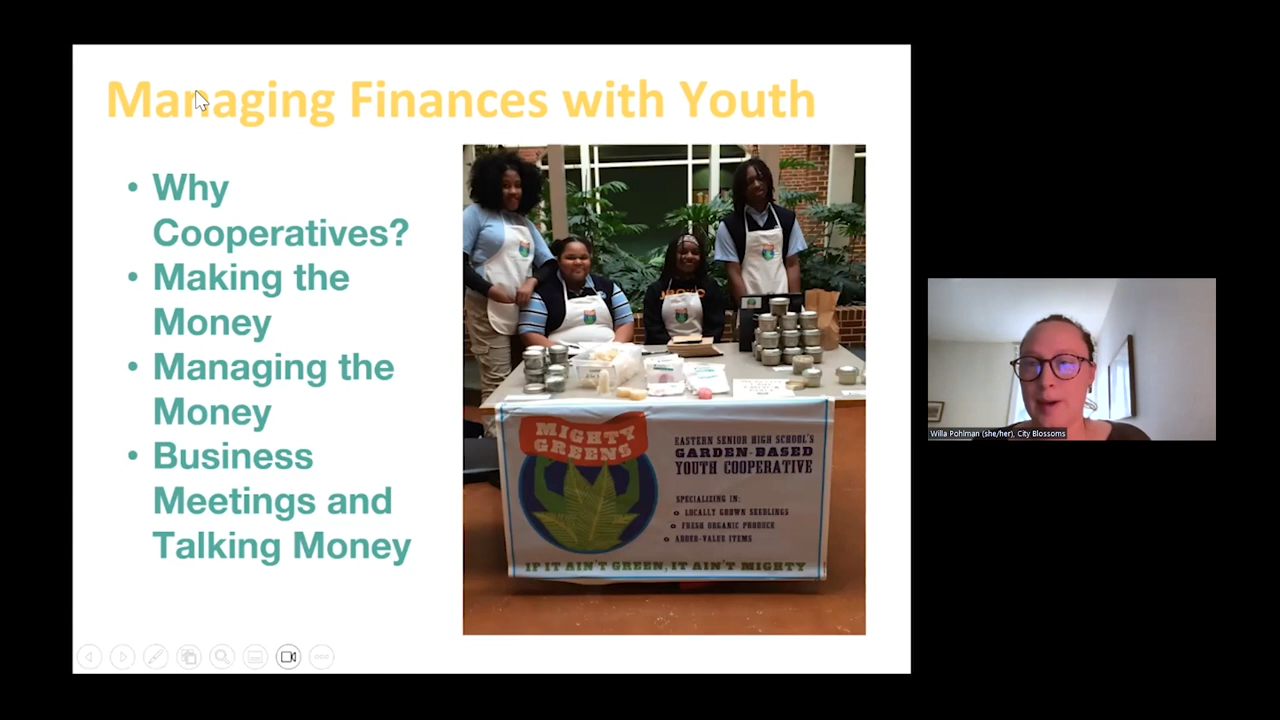 Managing Finances with Youth
• Why
Cooperatives?
• Making the
Money
• Managing the
Money
• Business
Meetings and
Talking Money
MIGHTY
GREENS
EASTERN SENIOR HIGH SCHOOL'S
GARDEN-BASED
YOUTH COOPERATIVE
SPECIALIZING IN:
LOCALLY GROWN SEEDLINGS
FRESH ORGANIC PRODUCE
ADDED-VALUE ITEMS
IF IT AIN'T GREEN, IT AIN'T MIGHTY
Willa Pohlman (she/her), City Blossoms